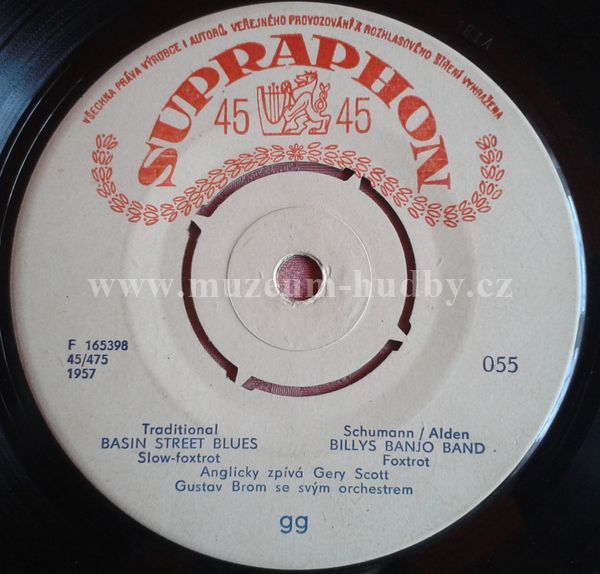 VŠECHNA PRÁVA VÝROBCE I AUTORŮ VEŘEJNÉHO PROVOZOVÁNÍ A ROZHLASOVÉHO ŠÍŘENÍ VYHRAŽENA
SUPRAPHON
45 45
www.muzeum-hudby.cz
F 165398
45/475
1957
055
Traditional
BASIN STREET BLUES
Slow-foxtrot
Schumann / Alden
BILLYS BANJO BAND
Foxtrot
Anglicky zpívá Gery Scott
Gustav Brom se svým orchestrem
gg